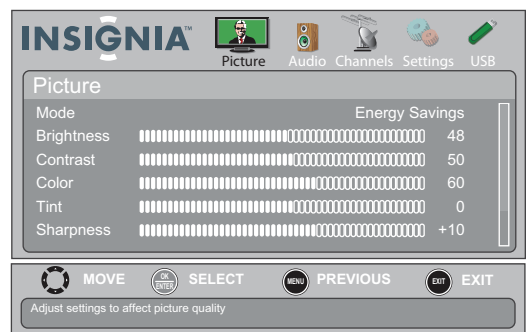 INSIGNIA™
Picture Audio Channels Settings USB
Picture
Mode Energy Savings
Brightness 48
Contrast 50
Color 60
Tint 0
Sharpness +10
MOVE OK ENTER SELECT MENU PREVIOUS EXIT EXIT
Adjust settings to affect picture quality